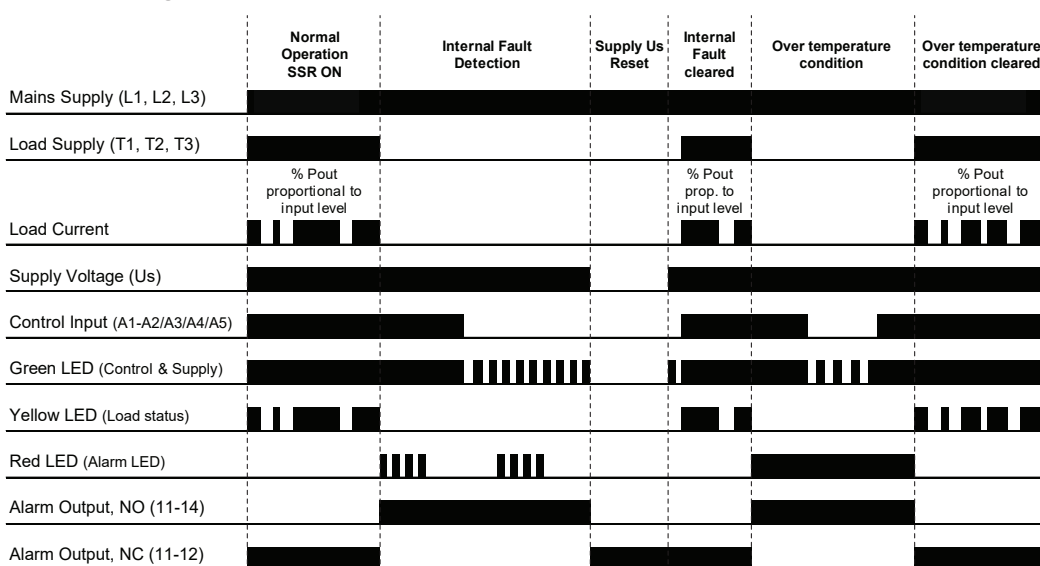 Normal
Operation
SSR ON
Internal Fault
Detection
Supply Us
Reset
Internal
Fault
cleared
Over temperature
condition
Over temperature
condition cleared
Mains Supply (L1, L2, L3)
Load Supply (T1, T2, T3)
% Pout
proportional to
input level
% Pout
prop. to
input level
% Pout
proportional to
input level
Load Current
Supply Voltage (Us)
Control Input (A1-A2/A3/A4/A5)
Green LED (Control & Supply)
Yellow LED (Load status)
Red LED (Alarm LED)
Alarm Output, NO (11-14)
Alarm Output, NC (11-12)